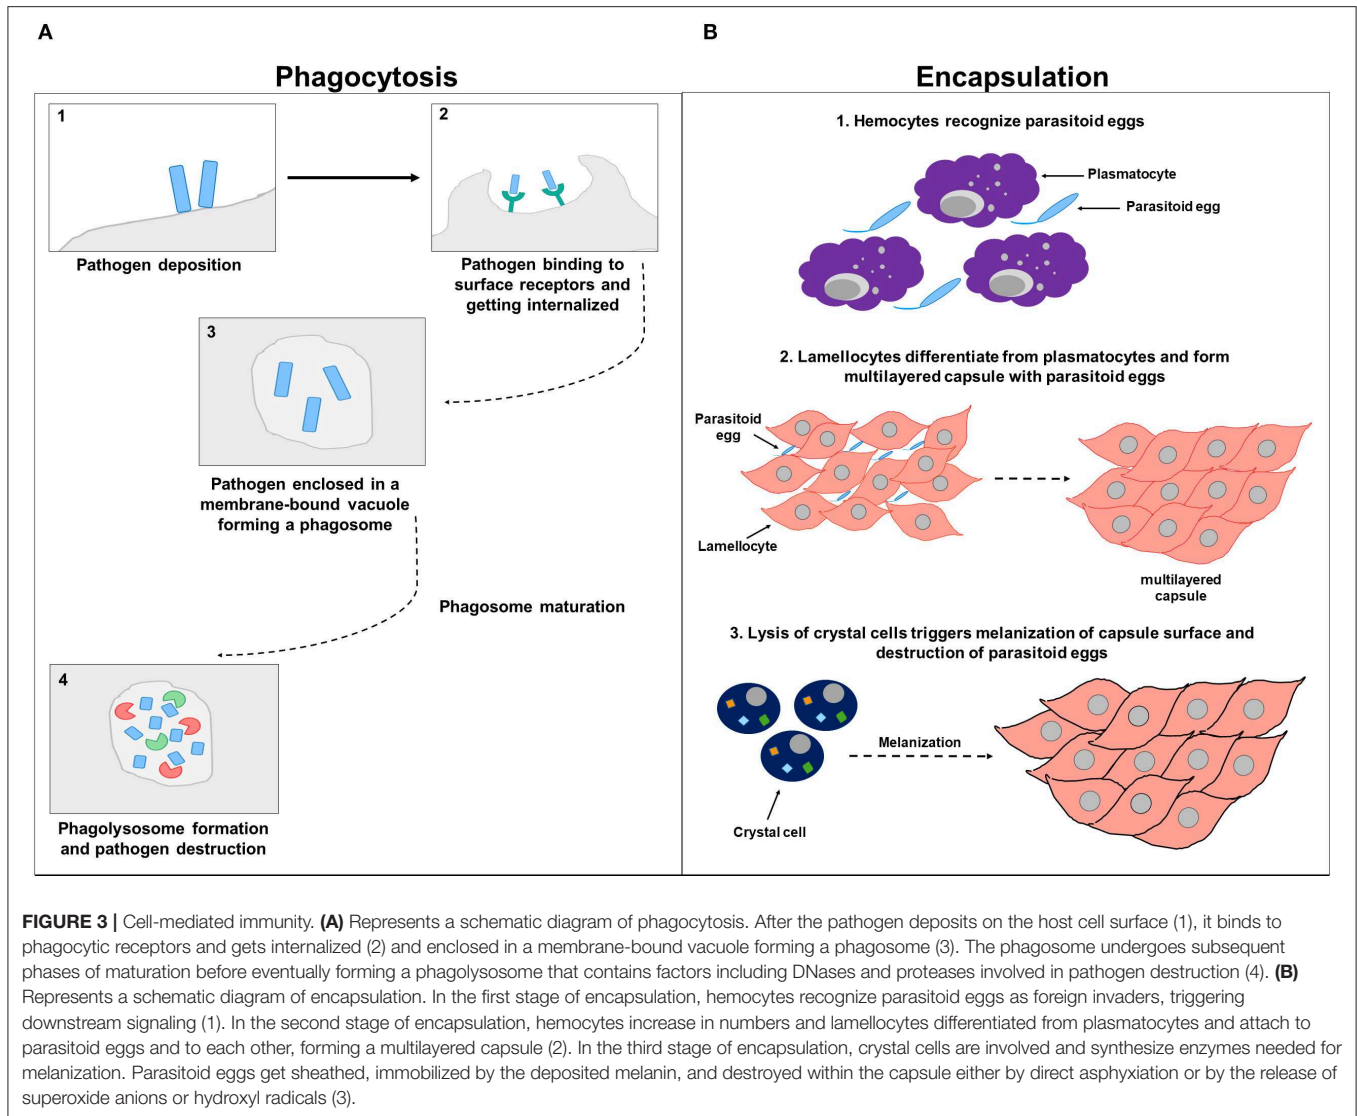 A
Phagocytosis
1
Pathogen deposition
2
Pathogen binding to
surface receptors and
getting internalized
3
Pathogen enclosed in a
membrane-bound vacuole
forming a phagosome
Phagosome maturation
4
Phagolysosome formation
and pathogen destruction
B
Encapsulation
1. Hemocytes recognize parasitoid eggs
Plasmatocyte
Parasitoid egg
2. Lamellocytes differentiate from plasmatocytes and form
multilayered capsule with parasitoid eggs
Parasitoid
egg
Lamellocyte
multilayered
capsule
3. Lysis of crystal cells triggers melanization of capsule surface and
destruction of parasitoid eggs
Melanization
Crystal cell
FIGURE 3 | Cell-mediated immunity. (A) Represents a schematic diagram of phagocytosis. After the pathogen deposits on the host cell surface (1), it binds to
phagocytic receptors and gets internalized (2) and enclosed in a membrane-bound vacuole forming a phagosome (3). The phagosome undergoes subsequent
phases of maturation before eventually forming a phagolysosome that contains factors including DNases and proteases involved in pathogen destruction (4). (B)
Represents a schematic diagram of encapsulation. In the first stage of encapsulation, hemocytes recognize parasitoid eggs as foreign invaders, triggering
downstream signaling (1). In the second stage of encapsulation, hemocytes increase in numbers and lamellocytes differentiated from plasmatocytes and attach to
parasitoid eggs and to each other, forming a multilayered capsule (2). In the third stage of encapsulation, crystal cells are involved and synthesize enzymes needed for
melanization. Parasitoid eggs get sheathed, immobilized by the deposited melanin, and destroyed within the capsule either by direct asphyxiation or by the release of
superoxide anions or hydroxyl radicals (3).